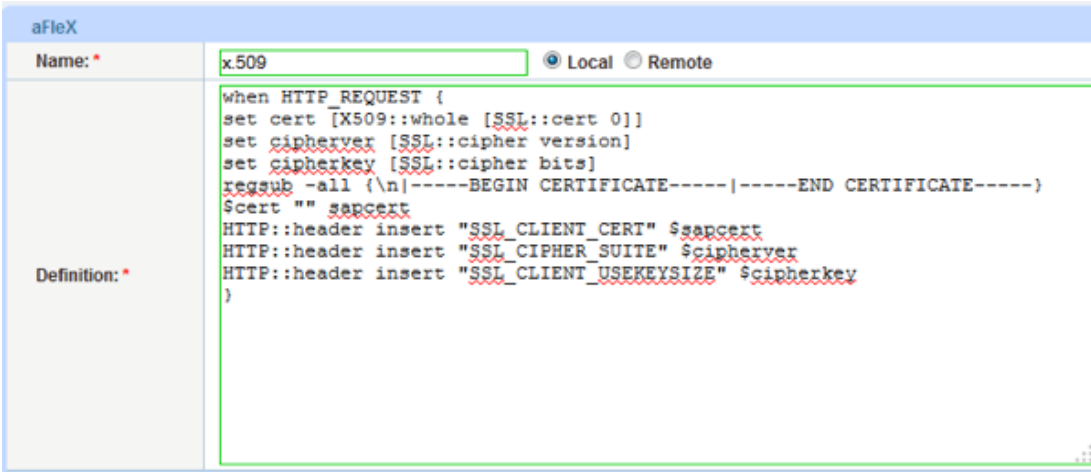 aFleX
Name: * x.509 Local Remote
when HTTP_REQUEST {
set cert [X509::whole [SSL::cert 0]]
set cipherver [SSL::cipher version]
set cipherkey [SSL::cipher bits]
regsub -all {\n|-----BEGIN CERTIFICATE-----|-----END CERTIFICATE-----}
$cert "" sapcert
HTTP::header insert "SSL_CLIENT_CERT" $sapcert
HTTP::header insert "SSL_CIPHER_SUITE" $cipherver
Definition: * HTTP::header insert "SSL_CLIENT_USEKEYSIZE" $cipherkey
}